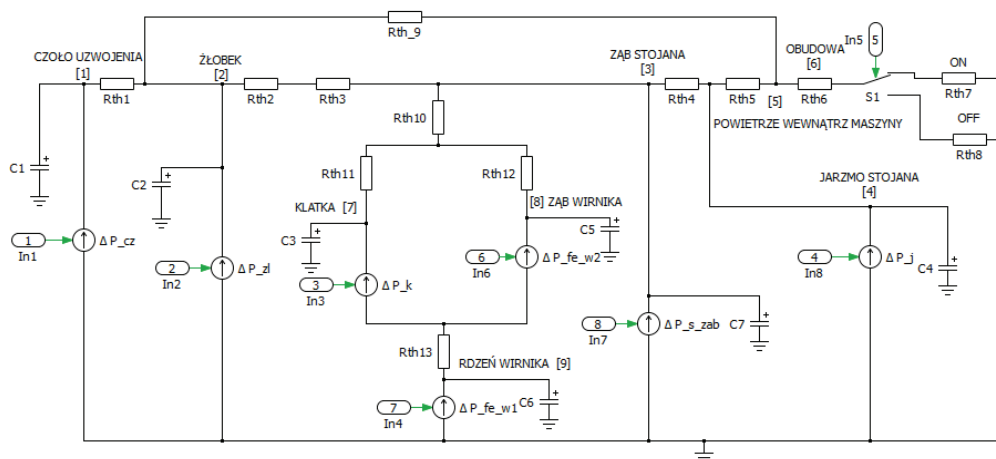 Rth_9
CZOŁO UZWOJENIA
[1]
Rth1
ŻŁOBEK
[2]
Rth2
Rth3
ZĄB STOJANA
[3]
Rth4
Rth5
[5]
OBUDOWA
[6]
Rth6
In5
5
S1
ON
Rth7
OFF
Rth8
POWIETRZE WEWNĄTRZ MASZYNY
C1
+
C2
+
Rth10
Rth11
Rth12
KLATKA [7]
[8] ZĄB WIRNIKA
C3
+
C5
+
JARZMO STOJANA
[4]
1
In1
Δ P_cz
2
In2
Δ P_zl
3
In3
Δ P_k
6
In6
Δ P_fe_w2
4
In8
Δ P_j
C4
+
8
In7
Δ P_s_zab
C7
+
Rth13
RDZEŃ WIRNIKA [9]
7
In4
Δ P_fe_w1
C6
+